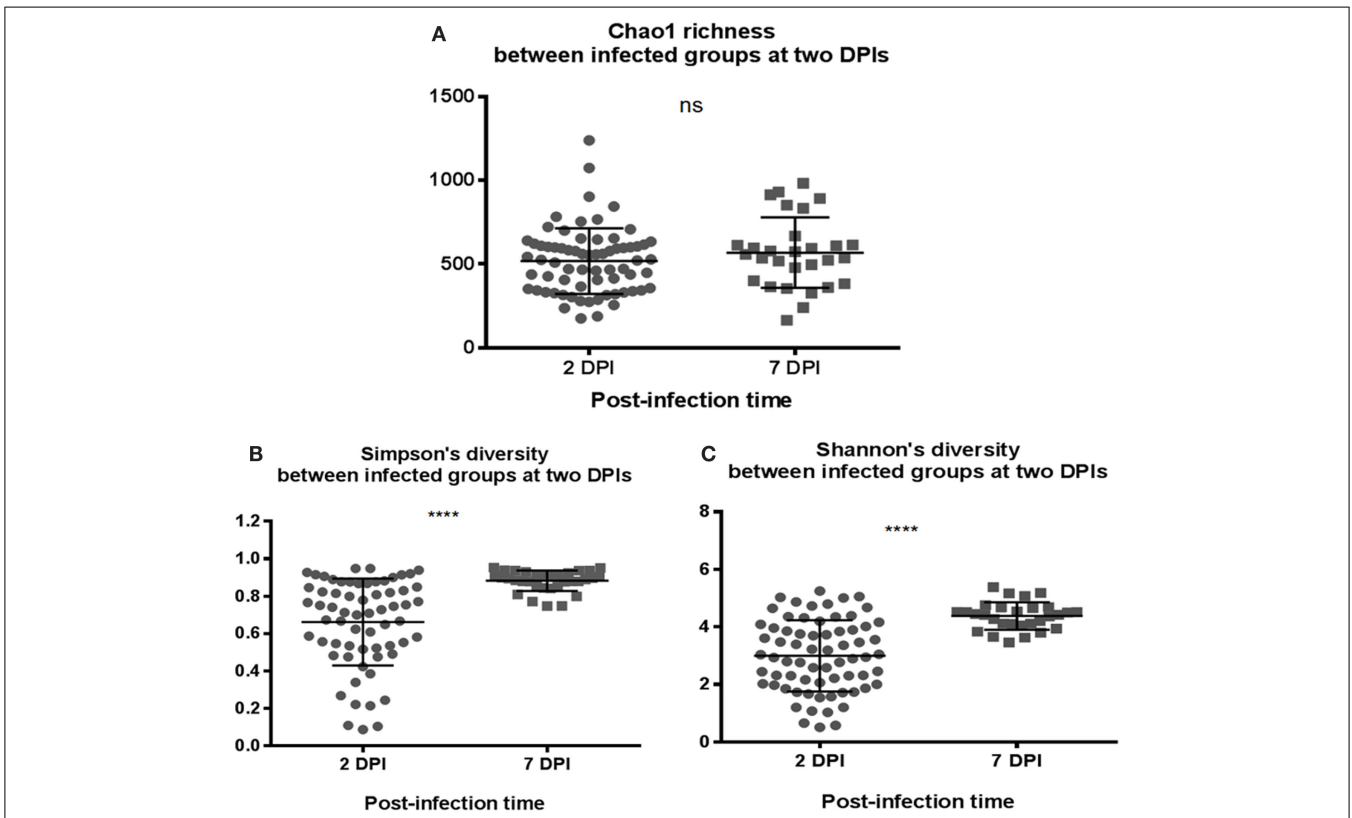 A
Chao1 richness
between infected groups at two DPIs
ns
1500
1000
500
0
2 DPI
7 DPI
Post-infection time
B
Simpson's diversity
between infected groups at two DPIs
****
1.2
1.0
0.8
0.6
0.4
0.2
0.0
2 DPI
7 DPI
Post-infection time
C
Shannon's diversity
between infected groups at two DPIs
****
8
6
4
2
0
2 DPI
7 DPI
Post-infection time